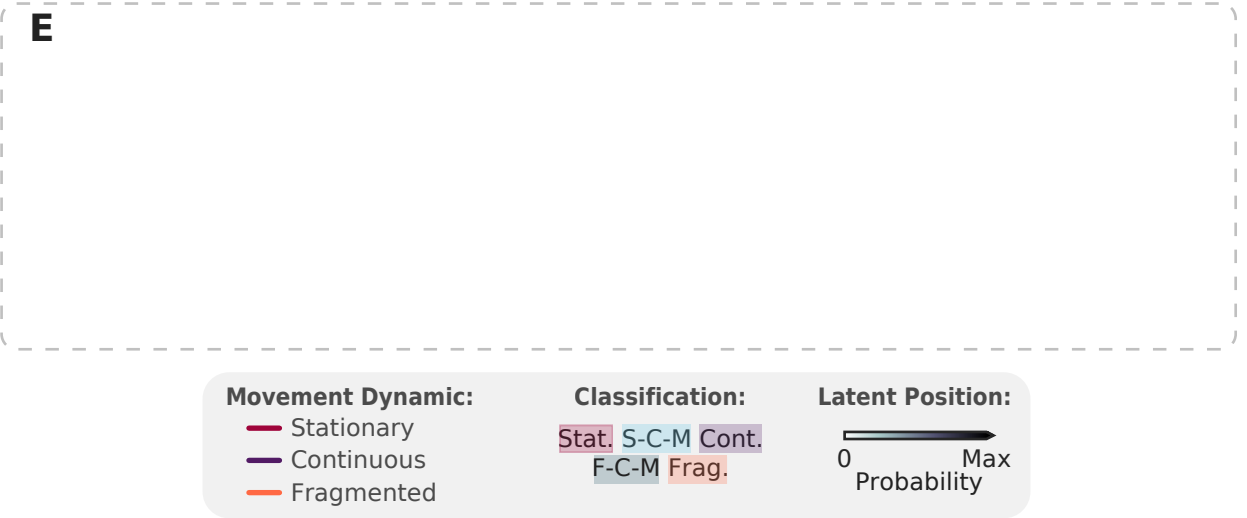 E
Movement Dynamic:
Stationary
Continuous
Fragmented
Classification:
Stat. S-C-M Cont.
F-C-M Frag.
Latent Position:
0 Max
Probability